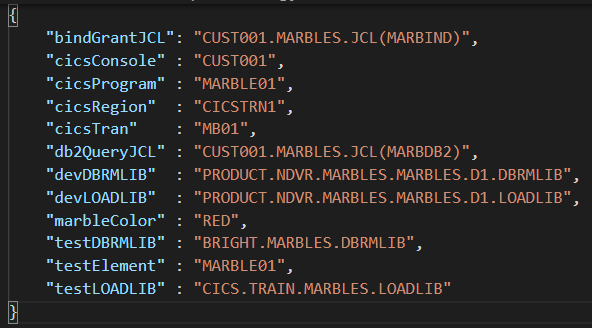 {
"bindGrantJCL": "CUST001.MARBLES.JCL(MARBIND)",
"cicsConsole" : "CUST001",
"cicsProgram" : "MARBLE01",
"cicsRegion"  : "CICSTRN1",
"cicsTran"    : "MB01",
"db2QueryJCL" : "CUST001.MARBLES.JCL(MARBDB2)",
"devDBRMLIB"  : "PRODUCT.NDVR.MARBLES.MARBLES.D1.DBRMLIB",
"devLOADLIB"  : "PRODUCT.NDVR.MARBLES.MARBLES.D1.LOADLIB",
"marbleColor" : "RED",
"testDBRMLIB" : "BRIGHT.MARBLES.DBRMLIB",
"testElement" : "MARBLE01",
"testLOADLIB" : "CICS.TRAIN.MARBLES.LOADLIB"
}